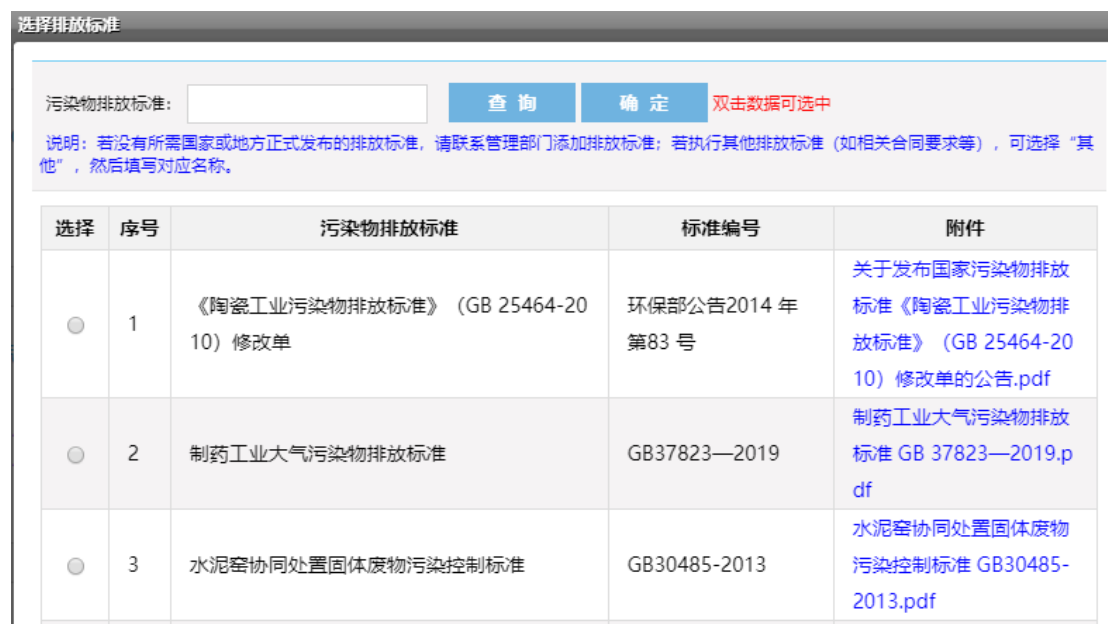 选择排放标准
污染物排放标准： 查 询 确 定 双击数据可选中
说明：若没有所需国家或地方正式发布的排放标准，请联系管理部门添加排放标准；若执行其他排放标准（如相关合同要求等），可选择“其
他”，然后填写对应名称。
选择 序号 污染物排放标准 标准编号 附件
1
《陶瓷工业污染物排放标准》（GB 25464-20
10）修改单
环保部公告2014 年
第83 号
关于发布国家污染物排放
标准《陶瓷工业污染物排
放标准》（GB 25464-20
10）修改单的公告.pdf
2
制药工业大气污染物排放标准
GB37823—2019
制药工业大气污染物排放
标准 GB 37823—2019.p
df
3
水泥窑协同处置固体废物污染控制标准
GB30485-2013
水泥窑协同处置固体废物
污染控制标准 GB30485-
2013.pdf